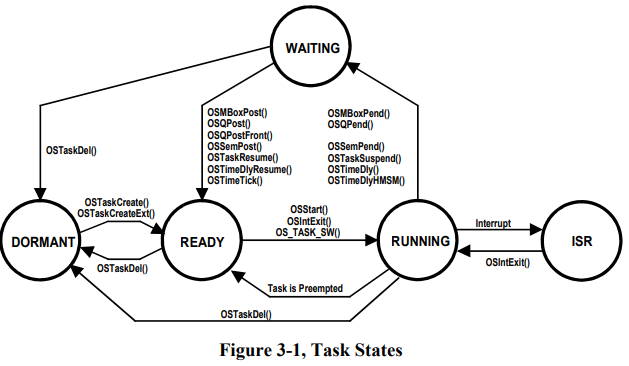 WAITING
OSMBoxPost()
OSQPost()
OSQPostFront()
OSSemPost()
OSTaskResume()
OSTimeDlyResume()
OSTimeTick()
OSMBoxPend()
OSQPend()
OSSemPend()
OSTaskSuspend()
OSTimeDly()
OSTimeDlyHMSM()
OSTaskDel()
OSTaskCreate()
OSTaskCreateExt()
OSStart()
OSIntExit()
OS_TASK_SW()
Interrupt
DORMANT
READY
RUNNING
ISR
OSTaskDel()
OSIntExit()
Task is Preempted
OSTaskDel()
Figure 3-1, Task States